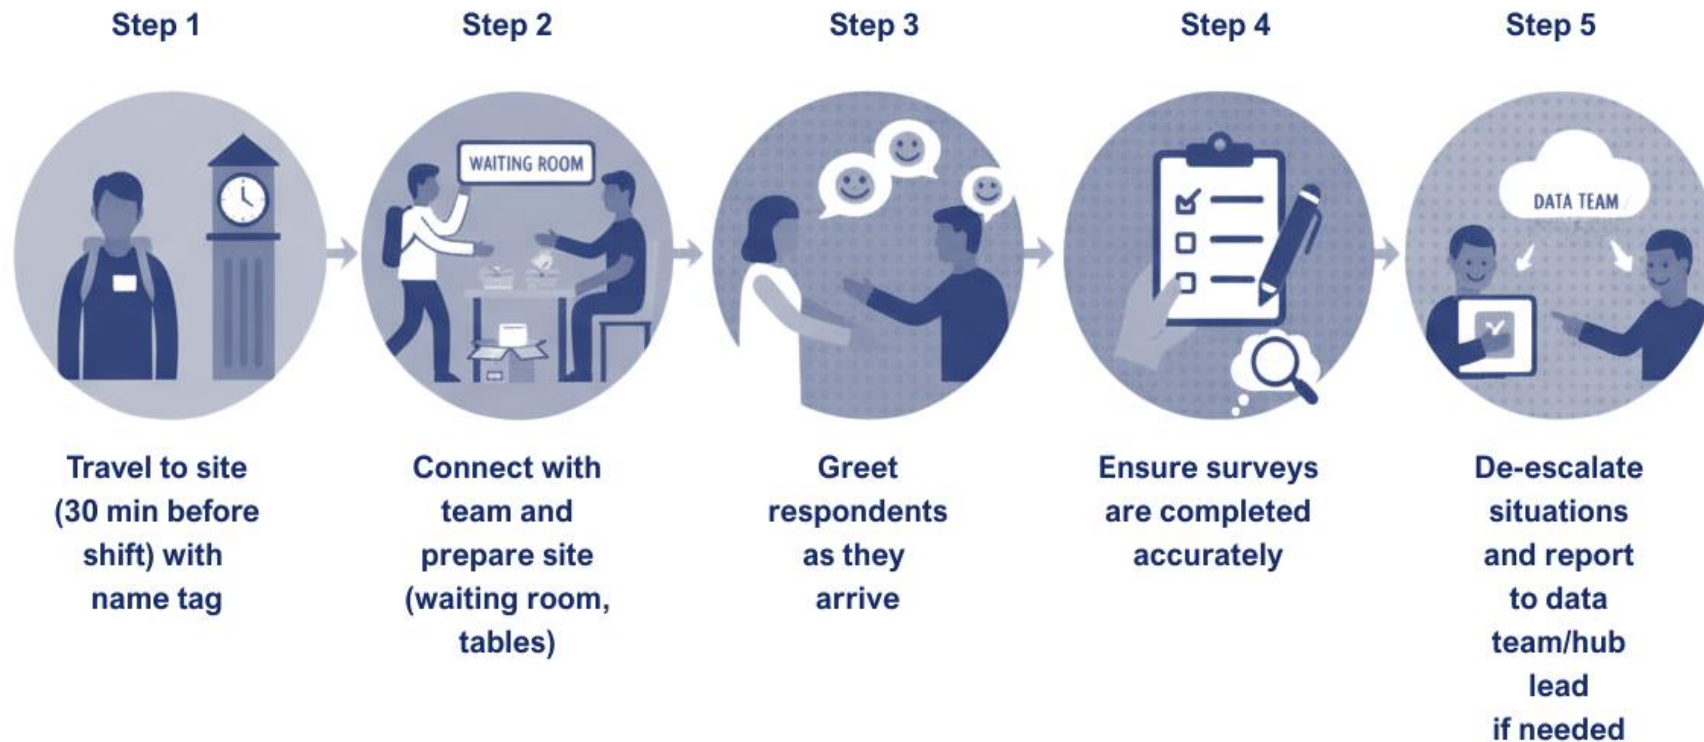 Step 1
Step 2
Step 3
Step 4
Step 5
WAITING ROOM
DATA TEAM
Travel to site
(30 min before
shift) with
name tag
Connect with
team and
prepare site
(waiting room,
tables)
Greet
respondents
as they
arrive
Ensure surveys
are completed
accurately
De-escalate
situations
and report
to data
team/hub
lead
if needed